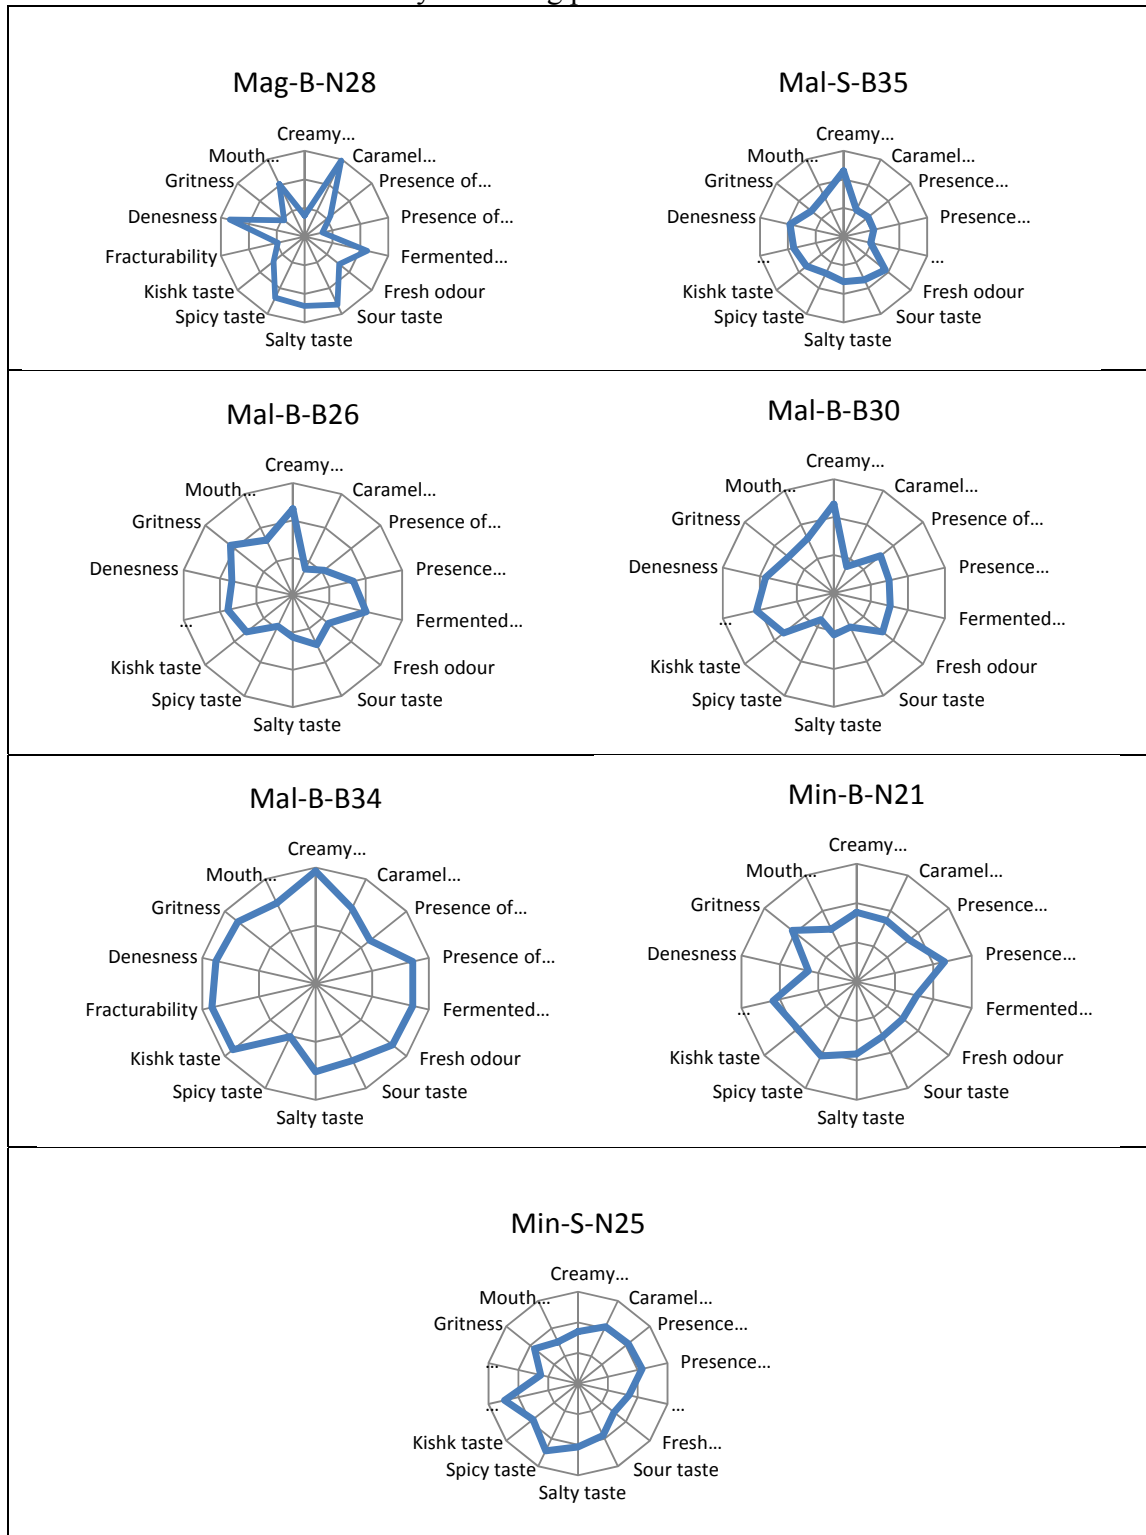 Mag-B-N28
Creamy...
Caramel...
Presence of...
Presence of...
Fermented...
Fresh odour
Sour taste
Salty taste
Spicy taste
Kishk taste
Fracturability
Denesness
Gritness
Mouth...
Mal-S-B35
Creamy...
Caramel...
Presence...
Presence...
...
Fresh odour
Sour taste
Salty taste
Spicy taste
Kishk taste
...
Denesness
Gritness
Mouth...
Mal-B-B26
Creamy...
Caramel...
Presence of...
Presence...
Fermented...
Fresh odour
Sour taste
Salty taste
Spicy taste
Kishk taste
...
Denesness
Gritness
Mouth...
Mal-B-B30
Creamy...
Caramel...
Presence of...
Presence...
Fermented...
Fresh odour
Sour taste
Salty taste
Spicy taste
Kishk taste
...
Denesness
Gritness
Mouth...
Mal-B-B34
Creamy...
Caramel...
Presence of...
Presence of...
Fermented...
Fresh odour
Sour taste
Salty taste
Spicy taste
Kishk taste
Fracturability
Denesness
Gritness
Mouth...
Min-B-N21
Creamy...
Caramel...
Presence...
Presence...
Fermented...
Fresh odour
Sour taste
Salty taste
Spicy taste
Kishk taste
...
Denesness
Gritness
Mouth...
Min-S-N25
Creamy...
Caramel...
Presence...
Presence...
...
Fresh...
Sour taste
Salty taste
Spicy taste
Kishk taste
...
...
Gritness
Mouth...